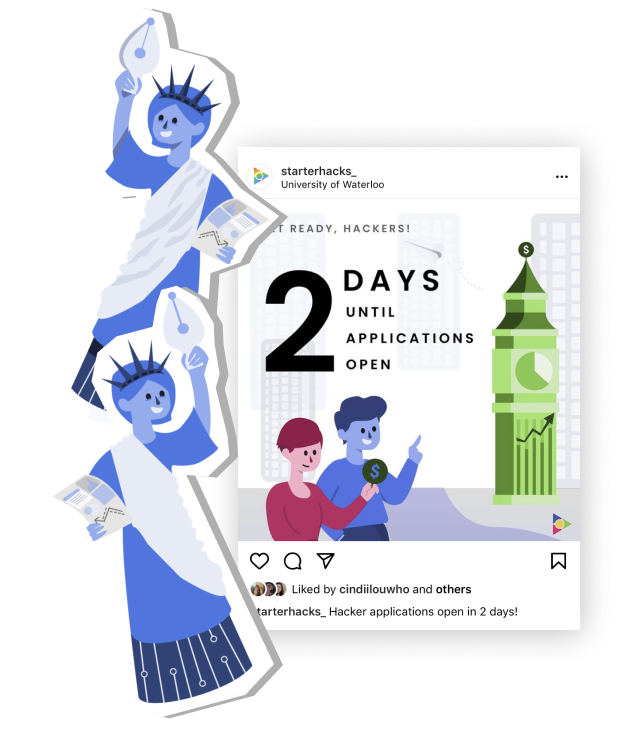 starterhacks_
University of Waterloo
T READY, HACKERS!
2 DAYS
UNTIL
APPLICATIONS
OPEN
$
$
Liked by cindiilouwho and others
tarterhacks_ Hacker applications open in 2 days!